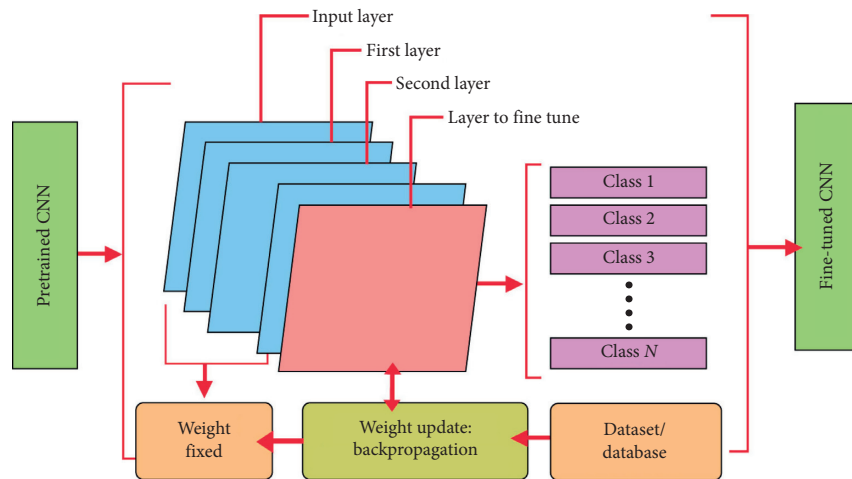 Input layer
First layer
Second layer
Layer to fine tune
Pretrained CNN
Class 1
Class 2
Class 3
Class N
Fine-tuned CNN
Weight
fixed
Weight update:
backpropagation
Dataset/
database